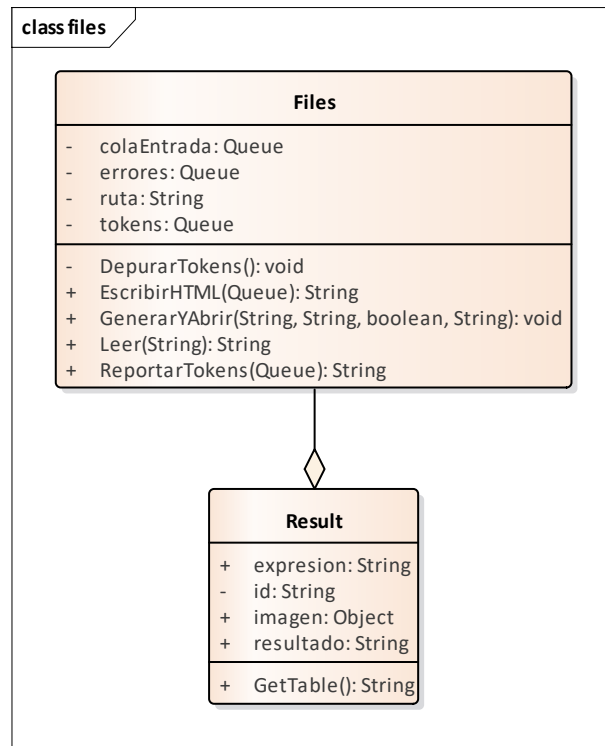 class files
Files
- colaEntrada: Queue
- errores: Queue
- ruta: String
- tokens: Queue
- DepurarTokens(): void
+ EscribirHTML(Queue): String
+ GenerarYAbrir(String, String, boolean, String): void
+ Leer(String): String
+ ReportarTokens(Queue): String
Result
+ expresion: String
- id: String
+ imagen: Object
+ resultado: String
+ GetTable(): String